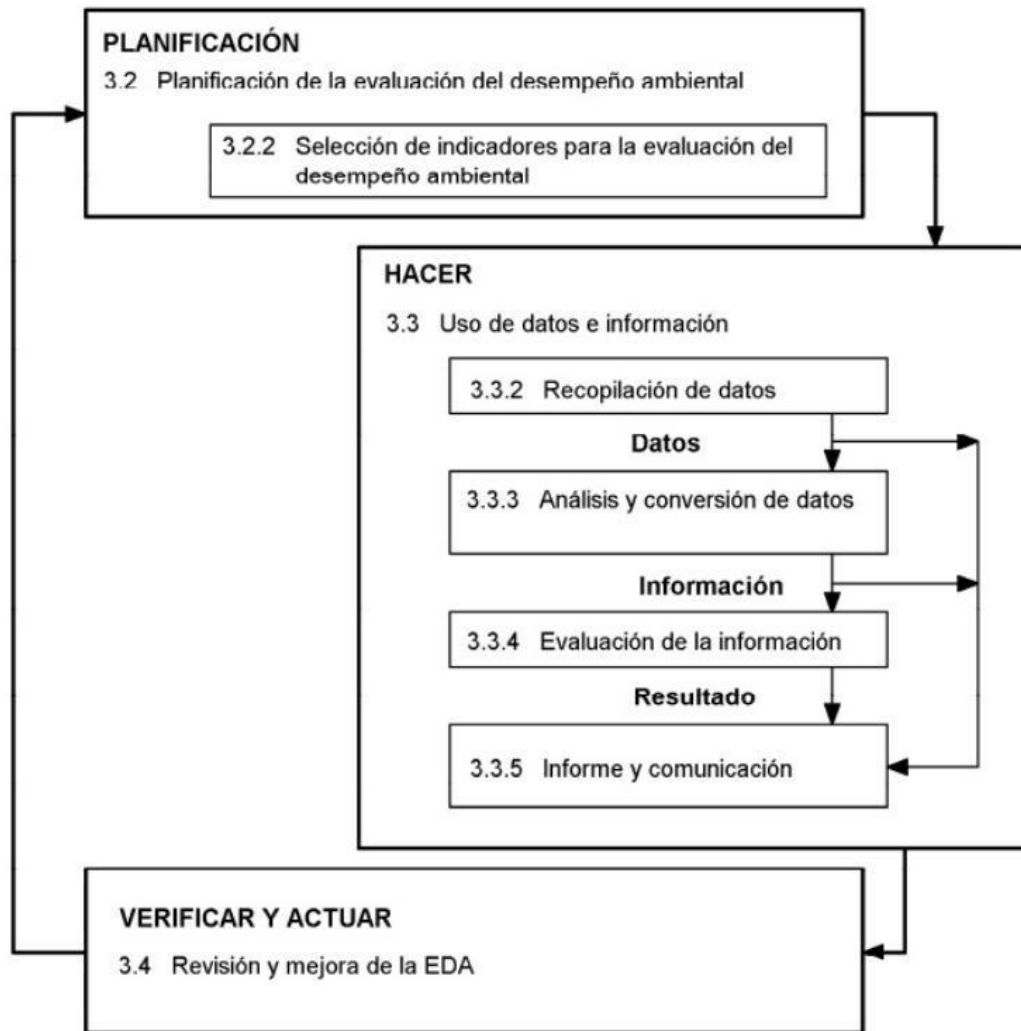 PLANIFICACIÓN
3.2 Planificación de la evaluación del desempeño ambiental
3.2.2 Selección de indicadores para la evaluación del
desempeño ambiental
HACER
3.3 Uso de datos e información
3.3.2 Recopilación de datos
Datos
3.3.3 Análisis y conversión de datos
Información
3.3.4 Evaluación de la información
Resultado
3.3.5 Informe y comunicación
VERIFICAR Y ACTUAR
3.4 Revisión y mejora de la EDA